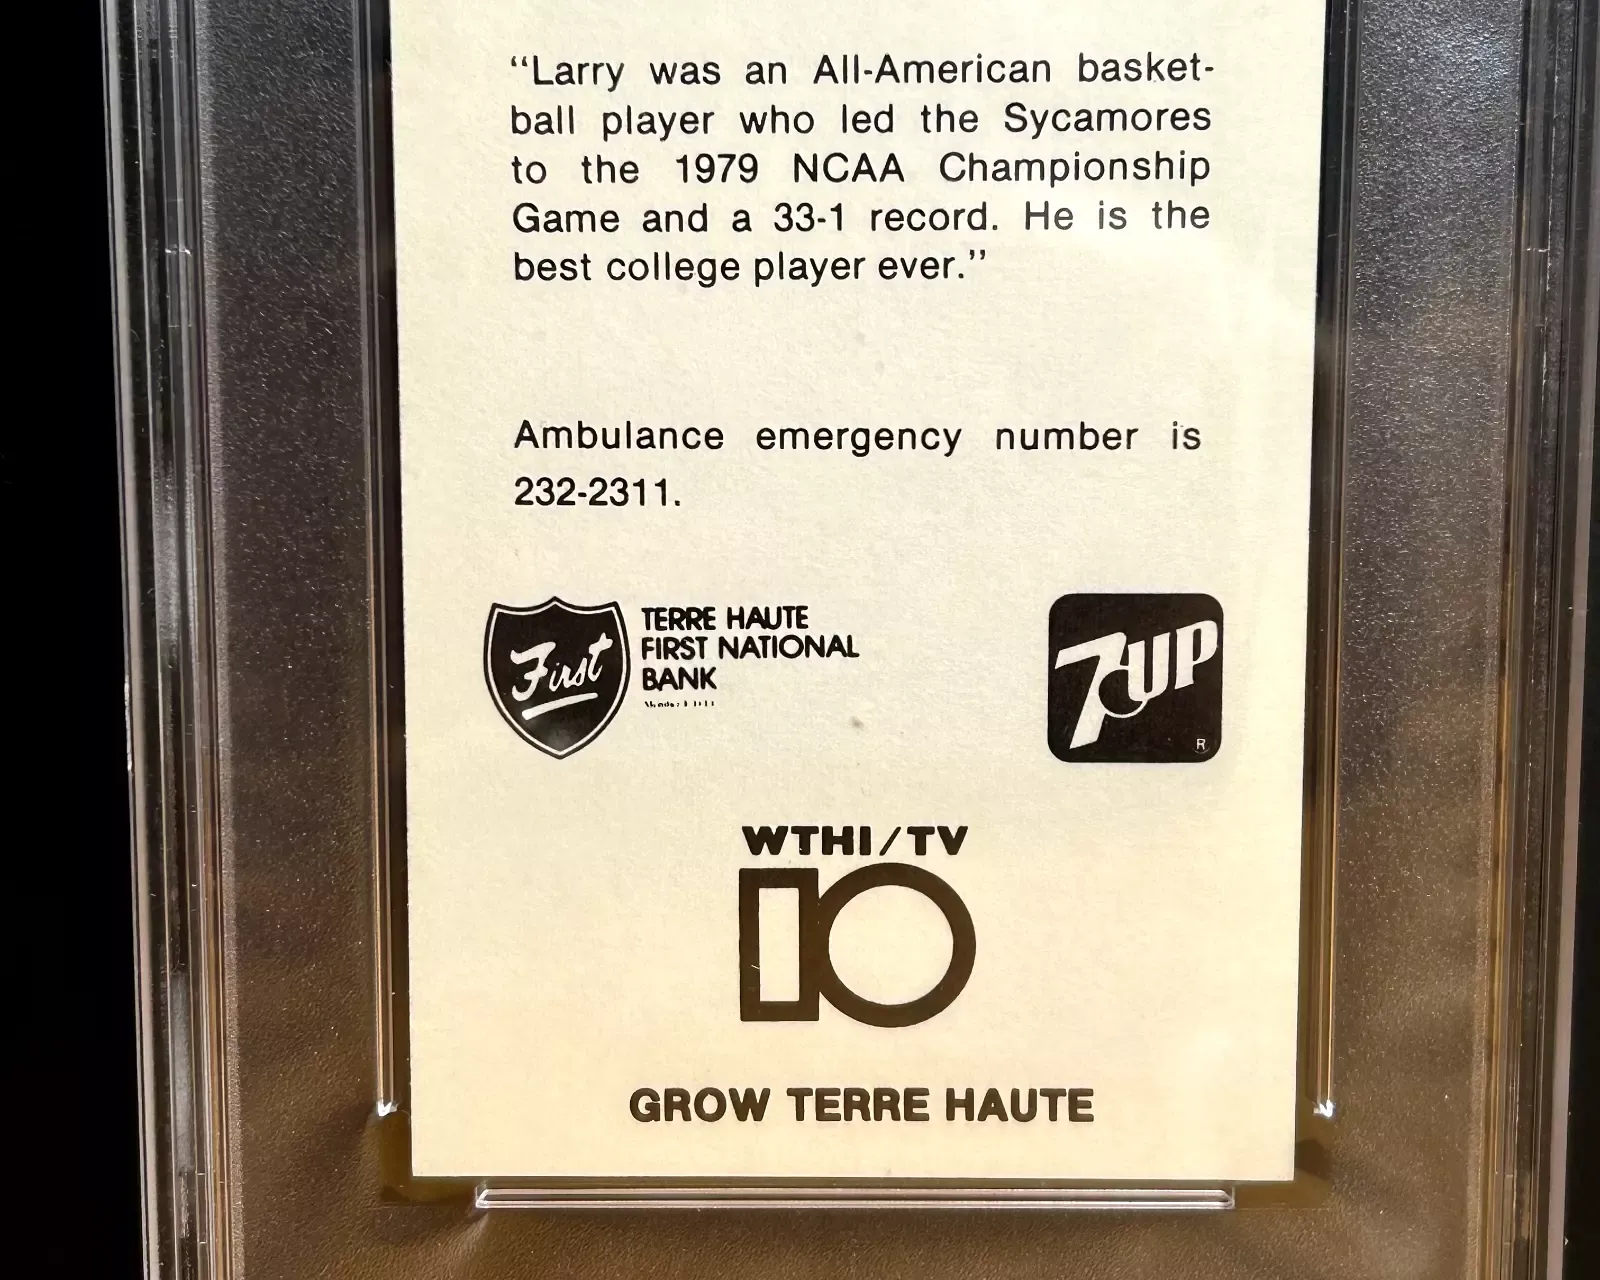 “Larry was an All-American basket-
ball player who led the Sycamores
to the 1979 NCAA Championship
Game and a 33-1 record. He is the
best college player ever.”
Ambulance emergency number is
232-2311.
First
TERRE HAUTE
FIRST NATIONAL
BANK
7UP
R
WTHI/TV
10
GROW TERRE HAUTE